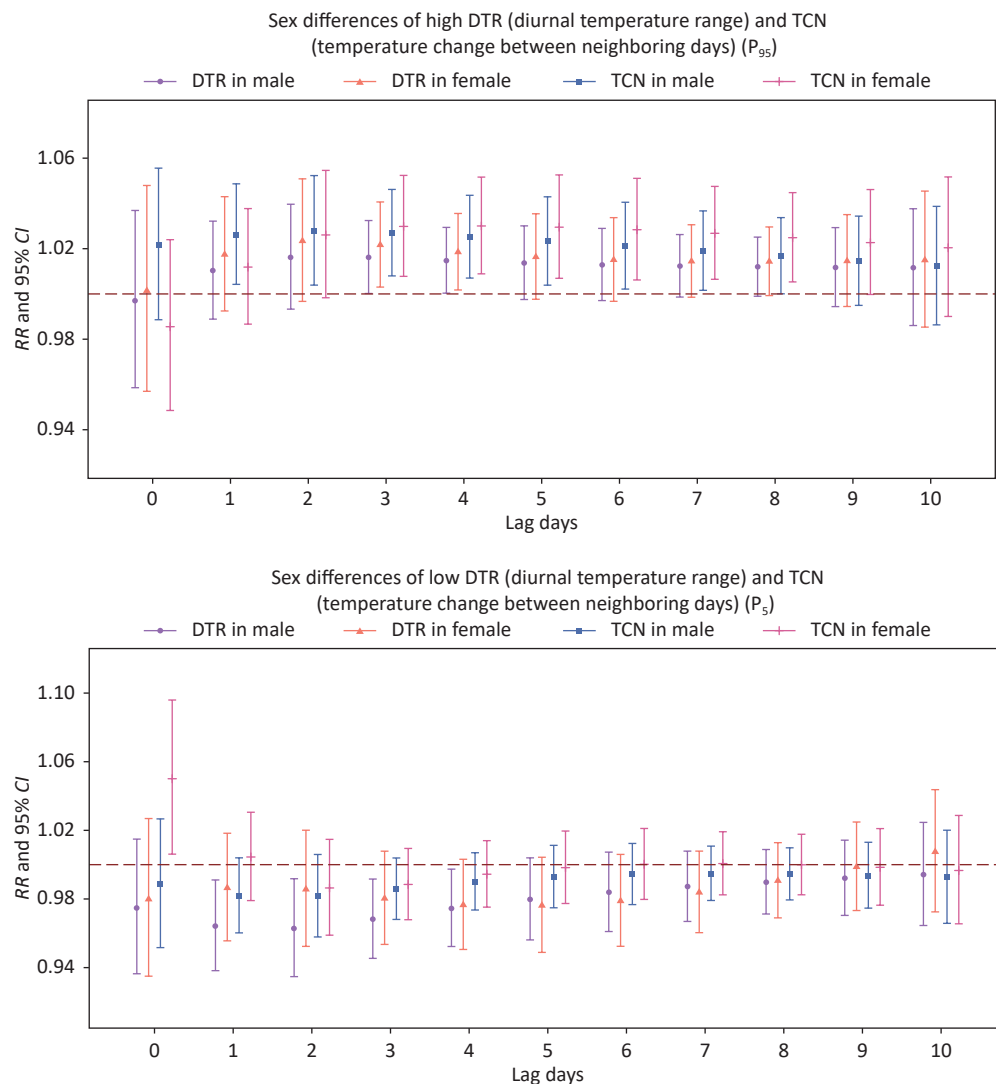 Sex differences of high DTR (diurnal temperature range) and TCN
(temperature change between neighboring days) (P95)
DTR in male DTR in female TCN in male TCN in female
1.06
1.02
0.98
0.94
RR and 95% CI
0 1 2 3 4 5 6 7 8 9 10
Lag days
Sex differences of low DTR (diurnal temperature range) and TCN
(temperature change between neighboring days) (P5)
DTR in male DTR in female TCN in male TCN in female
1.10
1.06
1.02
0.98
0.94
RR and 95% CI
0 1 2 3 4 5 6 7 8 9 10
Lag days